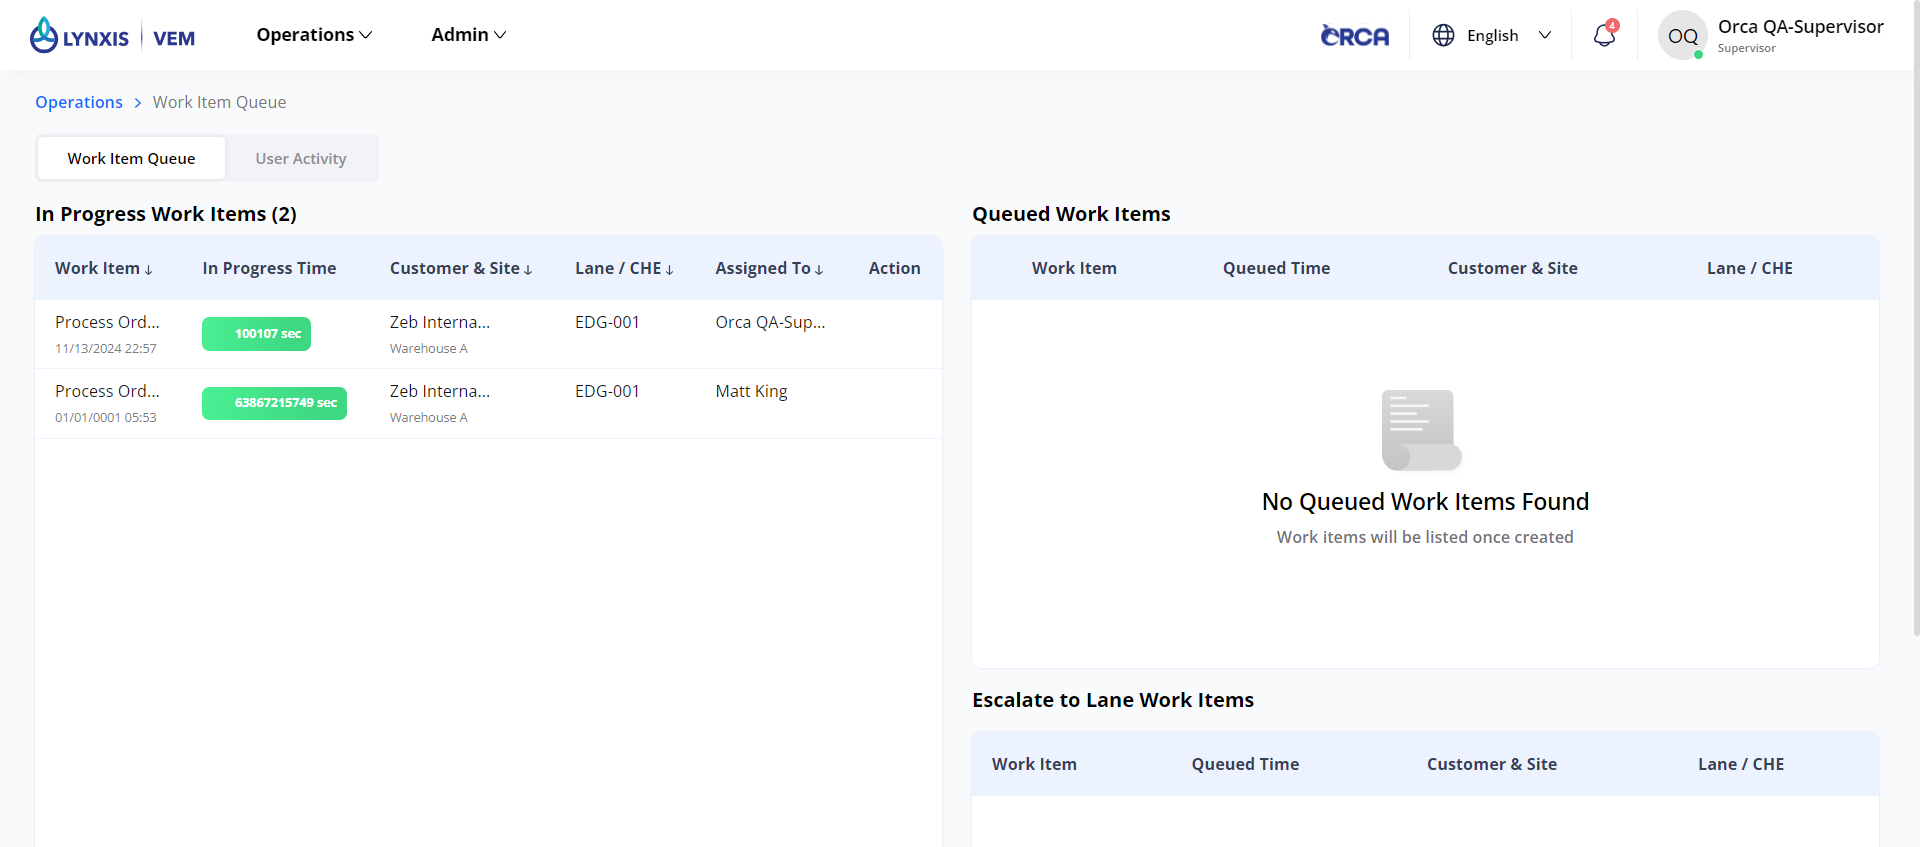 LYNXIS VEM Operations Admin ORCA English 4 OQ Orca QA-Supervisor
Supervisor
Operations > Work Item Queue
Work Item Queue User Activity
In Progress Work Items (2)
Work Item ↓ In Progress Time Customer & Site ↓ Lane / CHE ↓ Assigned To ↓ Action
Process Ord... 100107 sec Zeb Interna... EDG-001 Orca QA-Sup...
11/13/2024 22:57 Warehouse A
Process Ord... 63867215749 sec Zeb Interna... EDG-001 Matt King
01/01/0001 05:53 Warehouse A
Queued Work Items
Work Item Queued Time Customer & Site Lane / CHE
No Queued Work Items Found
Work items will be listed once created
Escalate to Lane Work Items
Work Item Queued Time Customer & Site Lane / CHE